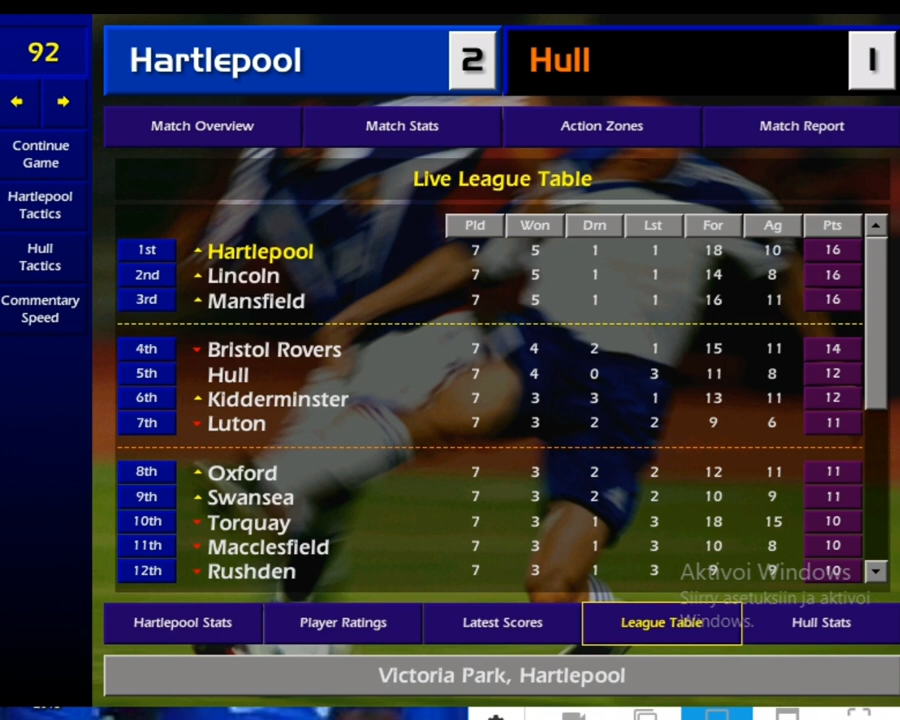 92
Hartlepool 2 Hull 1
Match Overview Match Stats Action Zones Match Report
Continue
Game
Hartlepool
Tactics
Hull
Tactics
Commentary
Speed
Live League Table
Pld Won Drn Lst For Ag Pts
1st Hartlepool 7 5 1 1 18 10 16
2nd Lincoln 7 5 1 1 14 8 16
3rd Mansfield 7 5 1 1 16 11 16
4th Bristol Rovers 7 4 2 1 15 11 14
5th Hull 7 4 0 3 11 8 12
6th Kidderminster 7 3 3 1 13 11 12
7th Luton 7 3 2 2 9 6 11
8th Oxford 7 3 2 2 12 11 11
9th Swansea 7 3 2 2 10 9 11
10th Torquay 7 3 1 3 18 15 10
11th Macclesfield 7 3 1 3 10 8 10
12th Rushden 7 3 1 3 9 9 10
Aktivoi Windows
Siirry asetuksiin ja aktivoi
Windows.
Hartlepool Stats Player Ratings Latest Scores League Table Hull Stats
Victoria Park, Hartlepool